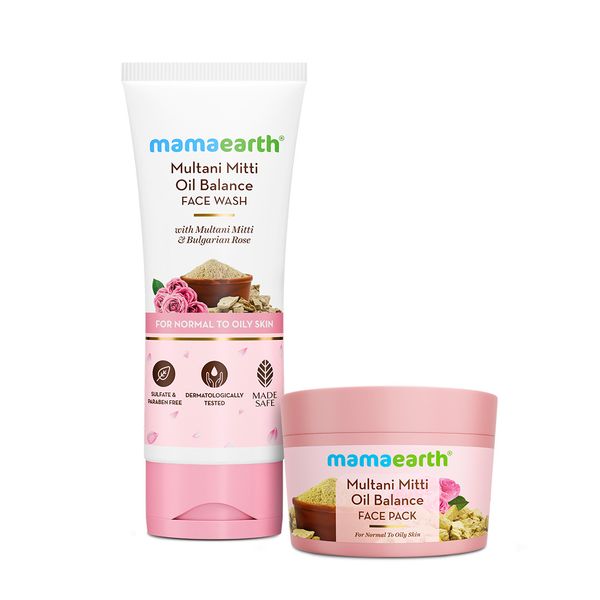 mamaearth®
Multani Mitti
Oil Balance
FACE WASH
with Multani Mitti
& Bulgarian Rose
FOR NORMAL TO OILY SKIN
SULFATE &
PARABEN FREE
DERMATOLOGICALLY
TESTED
MADE
SAFE
mamaearth®
Multani Mitti
Oil Balance
FACE PACK
For Normal To Oily Skin